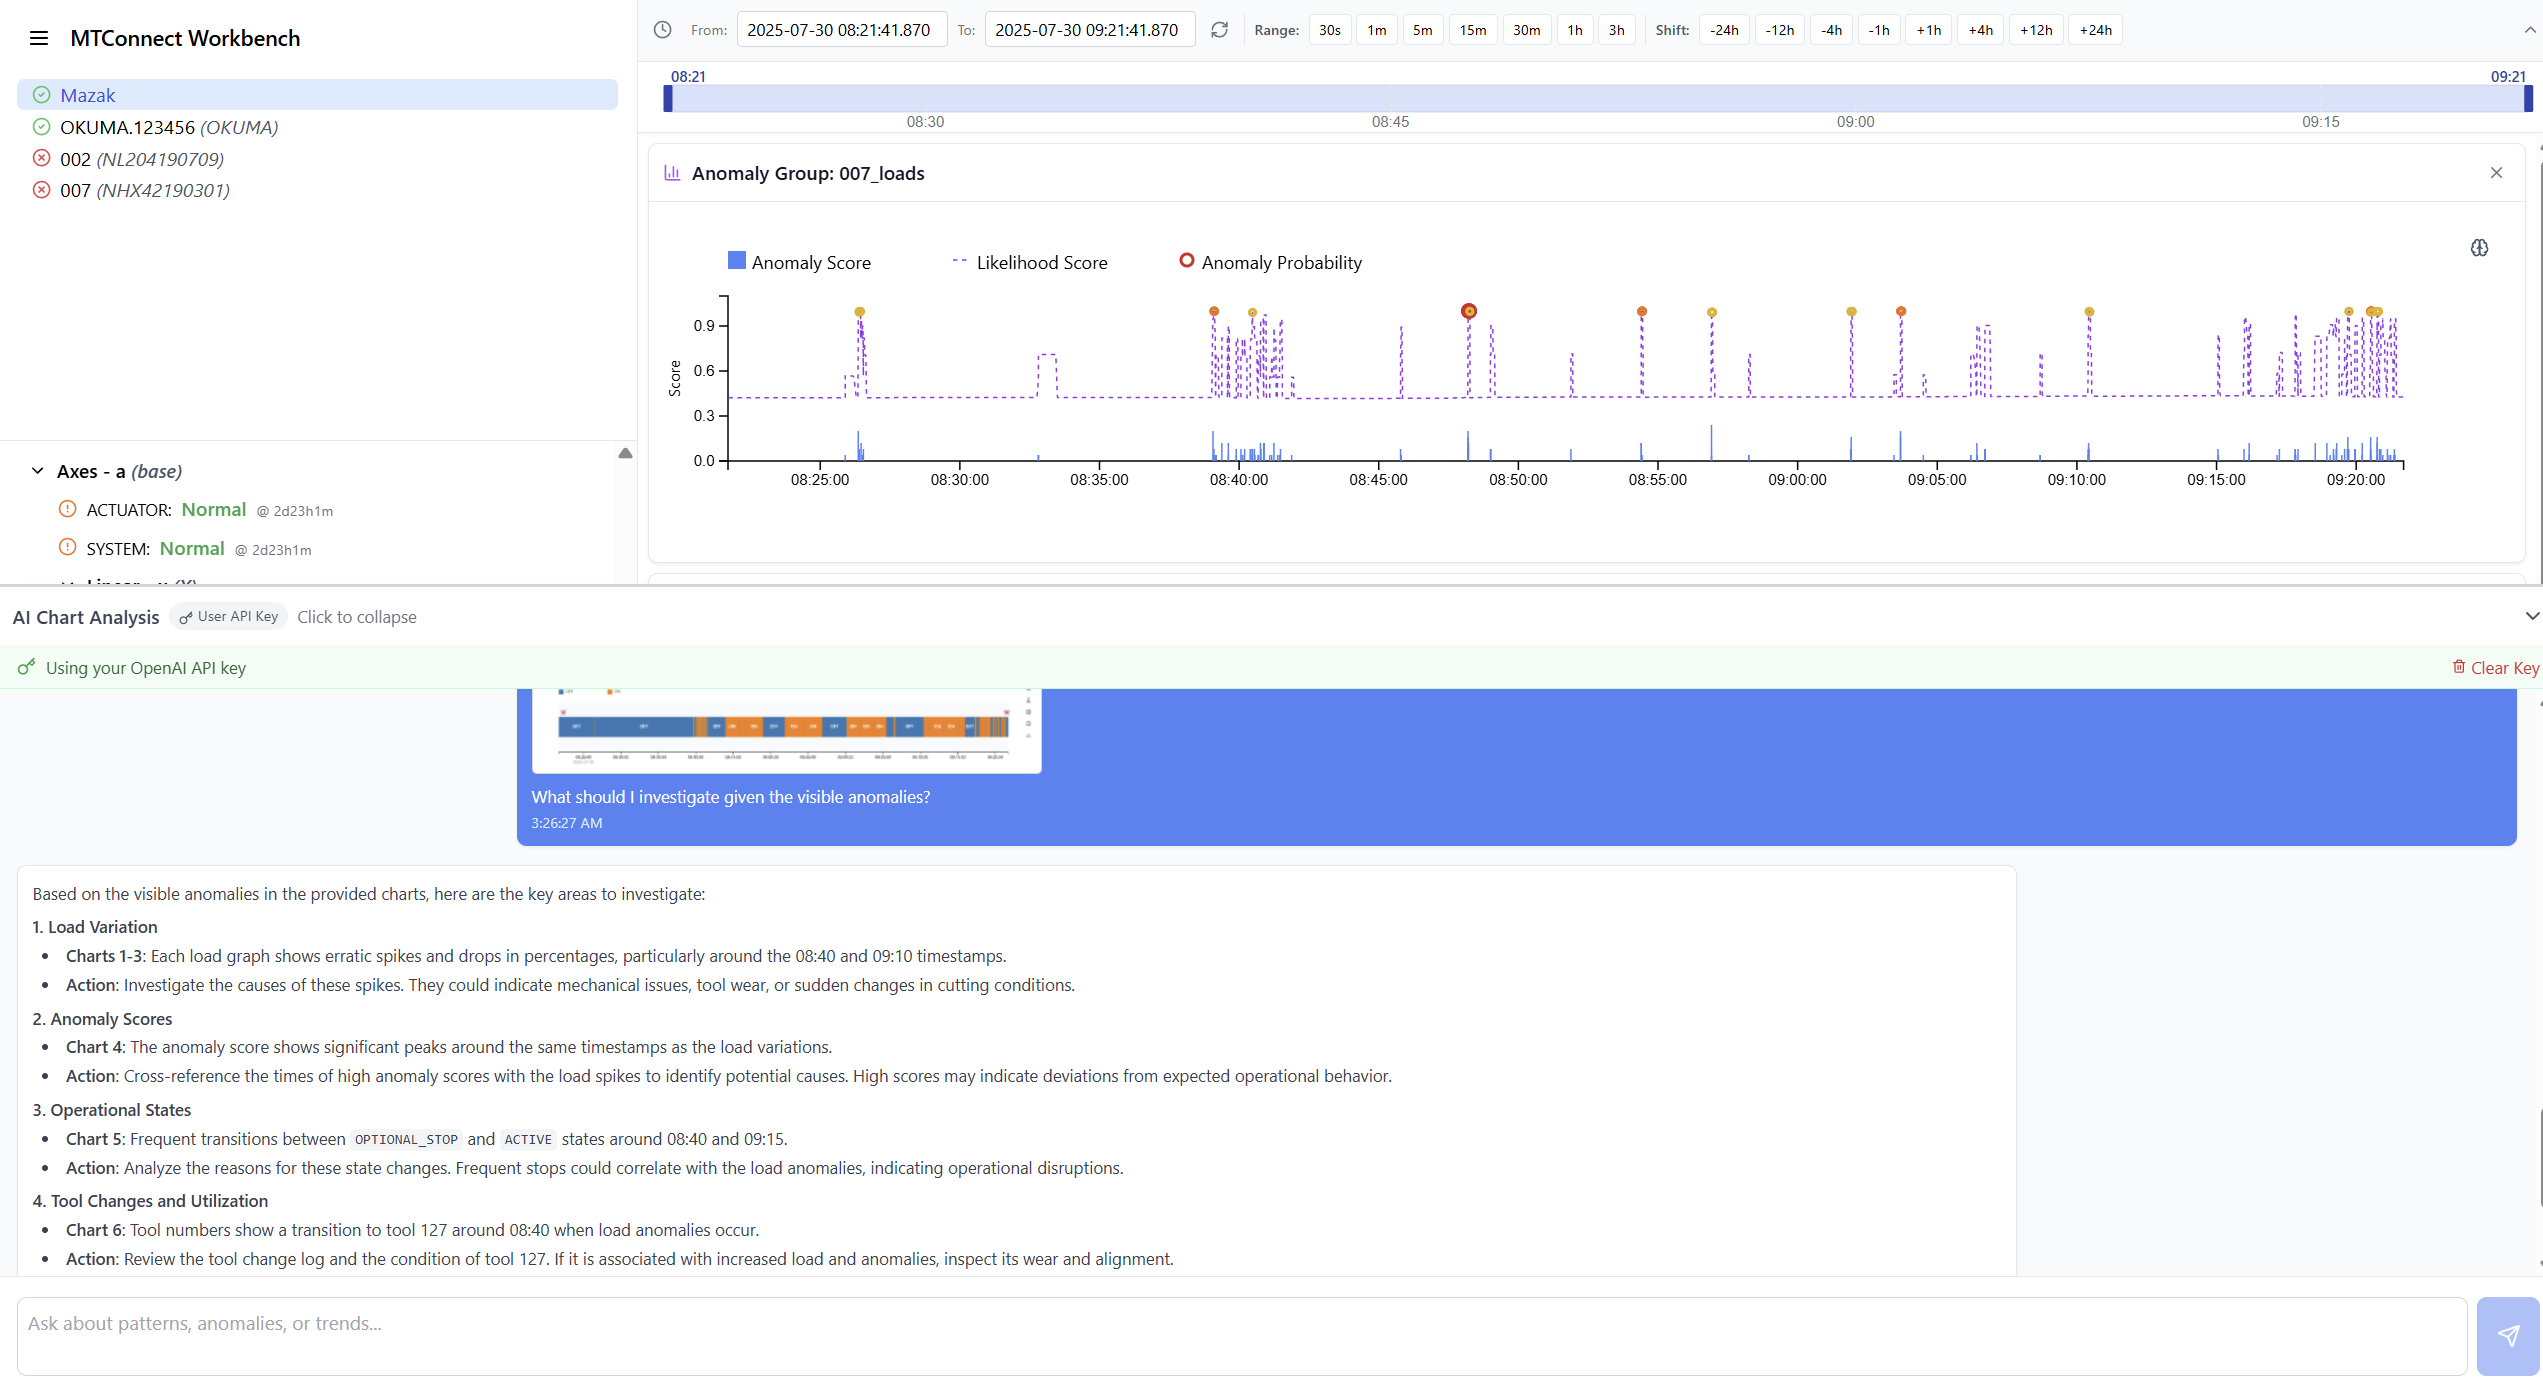 MTConnect Workbench
Mazak
OKUMA.123456 (OKUMA)
002 (NL204190709)
007 (NHX42190301)
Axes - a (base)
ACTUATOR: Normal @ 2d23h1m
SYSTEM: Normal @ 2d23h1m
From: 2025-07-30 08:21:41.870 To: 2025-07-30 09:21:41.870 Range: 30s 1m 5m 15m 30m 1h 3h Shift: -24h -12h -4h -1h +1h +4h +12h +24h
08:21 09:21
08:30 08:45 09:00 09:15
Anomaly Group: 007_loads
Anomaly Score Likelihood Score Anomaly Probability
Score
0.9
0.6
0.3
0.0
08:25:00 08:30:00 08:35:00 08:40:00 08:45:00 08:50:00 08:55:00 09:00:00 09:05:00 09:10:00 09:15:00 09:20:00
AI Chart Analysis User API Key Click to collapse
Using your OpenAI API key Clear Key
What should I investigate given the visible anomalies?
3:26:27 AM
Based on the visible anomalies in the provided charts, here are the key areas to investigate:
1. Load Variation
• Charts 1-3: Each load graph shows erratic spikes and drops in percentages, particularly around the 08:40 and 09:10 timestamps.
• Action: Investigate the causes of these spikes. They could indicate mechanical issues, tool wear, or sudden changes in cutting conditions.
2. Anomaly Scores
• Chart 4: The anomaly score shows significant peaks around the same timestamps as the load variations.
• Action: Cross-reference the times of high anomaly scores with the load spikes to identify potential causes. High scores may indicate deviations from expected operational behavior.
3. Operational States
• Chart 5: Frequent transitions between OPTIONAL_STOP and ACTIVE states around 08:40 and 09:15.
• Action: Analyze the reasons for these state changes. Frequent stops could correlate with the load anomalies, indicating operational disruptions.
4. Tool Changes and Utilization
• Chart 6: Tool numbers show a transition to tool 127 around 08:40 when load anomalies occur.
• Action: Review the tool change log and the condition of tool 127. If it is associated with increased load and anomalies, inspect its wear and alignment.
Ask about patterns, anomalies, or trends...